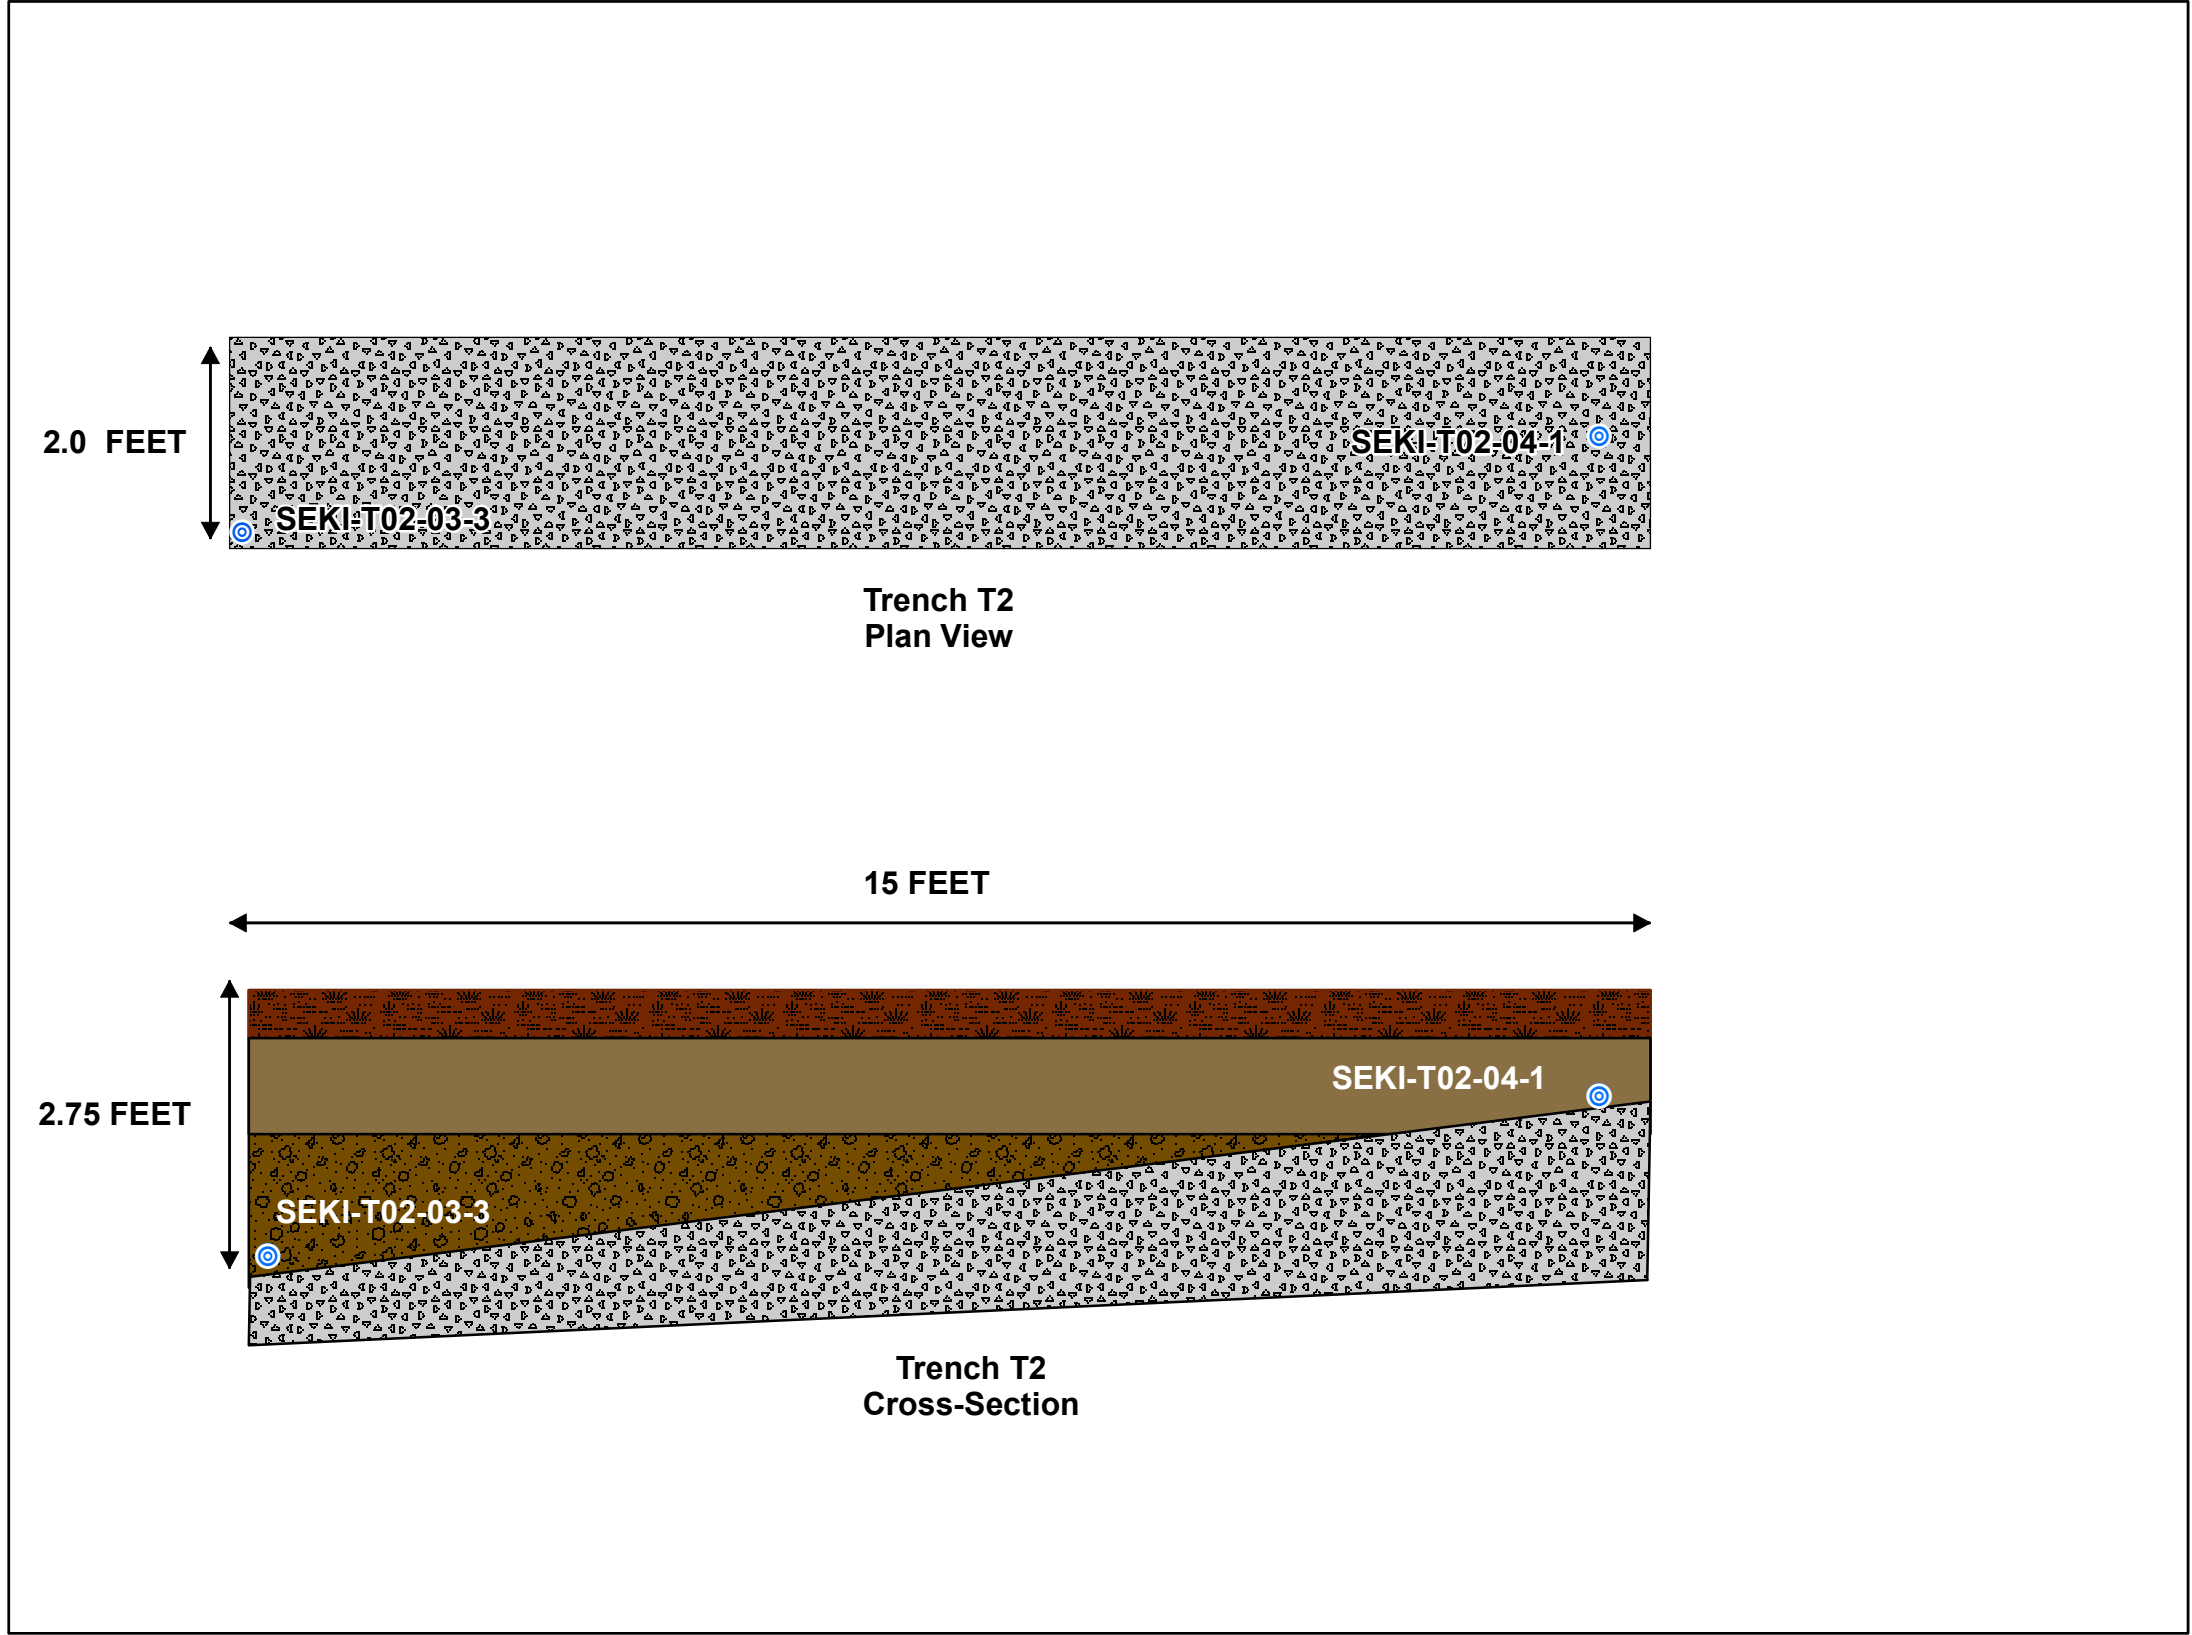 2.0 FEET
SEKI-T02-04-1
SEKI-T02-03-3
Trench T2
Plan View
15 FEET
SEKI-T02-04-1
2.75 FEET
SEKI-T02-03-3
Trench T2
Cross-Section